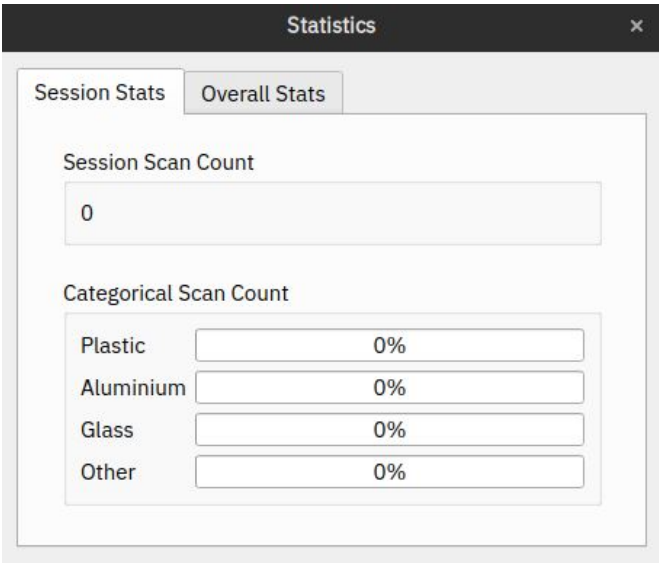 Statistics ×
Session Stats Overall Stats
Session Scan Count
0
Categorical Scan Count
Plastic 0%
Aluminium 0%
Glass 0%
Other 0%